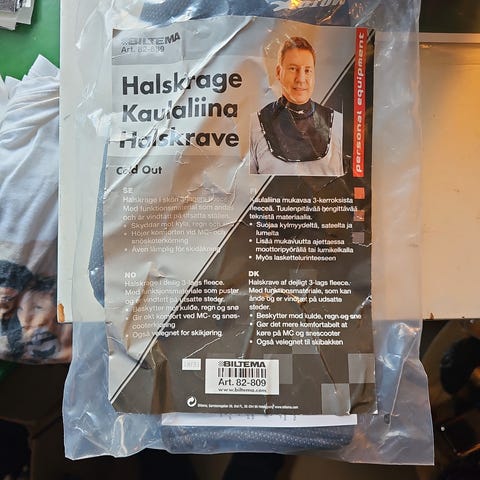 BILTEMA
Art. 82-809
personal equipment
Halskrage
Kaulaliina
Halskrave
Cold Out
SE
Halskrage i skön 3-lagers fleece.
Med funktionsmaterial som andas
och är vindtätt på utsatta ställen.
• Skyddar mot kyla, regn och
• Höjer komforten vid MC- och
snöskoterkörning
• Även lämplig för skidåkning
FI
Kaulaliina mukavaa 3-kerroksista
fleeceä. Tuulenpitävää hengittävää
teknistä materiaalia.
• Suojaa kylmyydeltä, sateelta ja
lumelta
• Lisää mukavuutta ajettaessa
moottoripyörällä tai lumikelkalla
• Myös laskettelurinteeseen
NO
Halskrage i deilig 3-lags fleece.
Med funksjonsmateriale som puster
og er vindtett på utsatte
steder.
• Beskytter mot kulde, regn og snø
• Gir økt komfort ved MC- og snø-
scooterkjøring
• Også velegnet for skikjøring
DK
Halskrave af dejligt 3-lags fleece.
Med funktionsmateriale, som kan
ånde og er vindtæt på udsatte
steder.
• Beskytter mod kulde, regn og sne
• Gør det mere komfortabelt at
køre på MC og snescooter
• Også velegnet til skibakken
BILTEMA
Art. 82-809
www.biltema.com